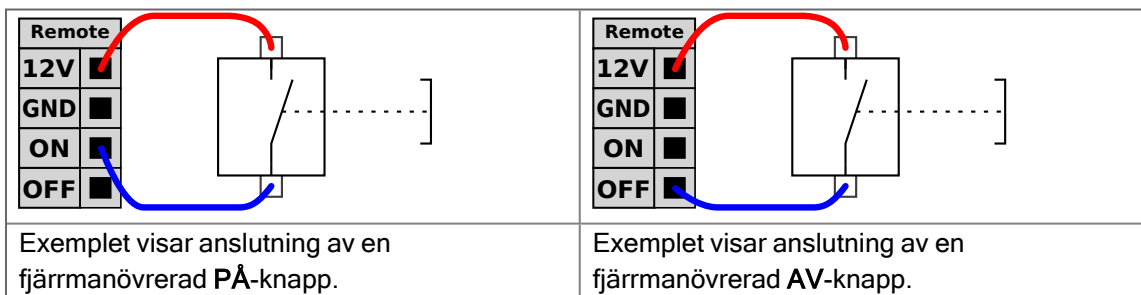 Remote
12V
GND
ON
OFF
Exemplet visar anslutning av en
fjärrmanövrerad PÅ-knapp.
Remote
12V
GND
ON
OFF
Exemplet visar anslutning av en
fjärrmanövrerad AV-knapp.